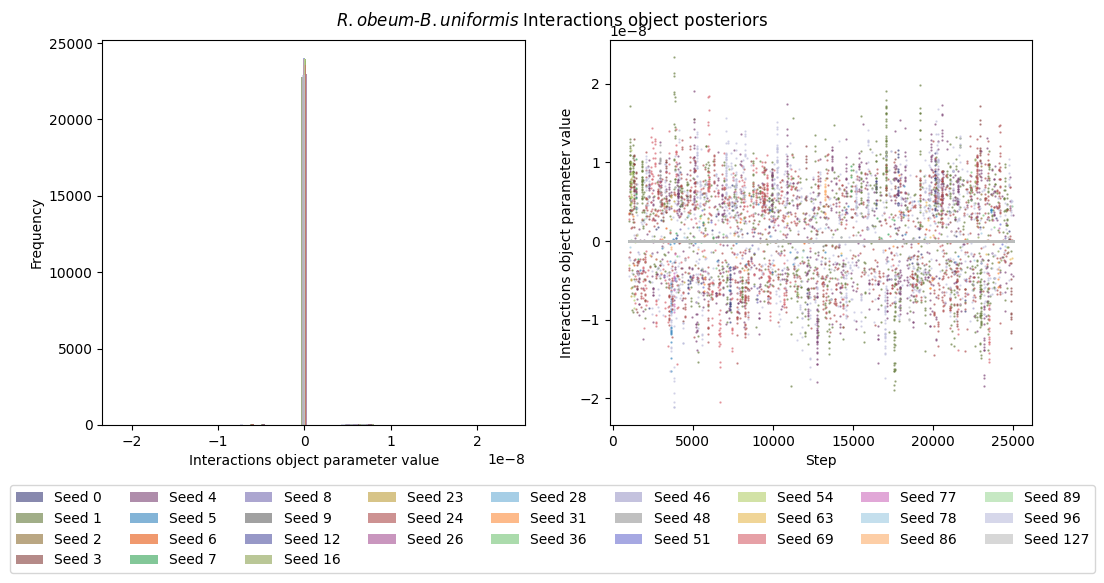 R. obeum-B. uniformis Interactions object posteriors
25000
20000
15000
10000
5000
0
Frequency
−2 −1 0 1 2
1e−8
Interactions object parameter value
1e−8
2
1
0
−1
−2
Interactions object parameter value
0 5000 10000 15000 20000 25000
Step
Seed 0 Seed 4 Seed 8 Seed 23 Seed 28 Seed 46 Seed 54 Seed 77 Seed 89
Seed 1 Seed 5 Seed 9 Seed 24 Seed 31 Seed 48 Seed 63 Seed 78 Seed 96
Seed 2 Seed 6 Seed 12 Seed 26 Seed 36 Seed 51 Seed 69 Seed 86 Seed 127
Seed 3 Seed 7 Seed 16